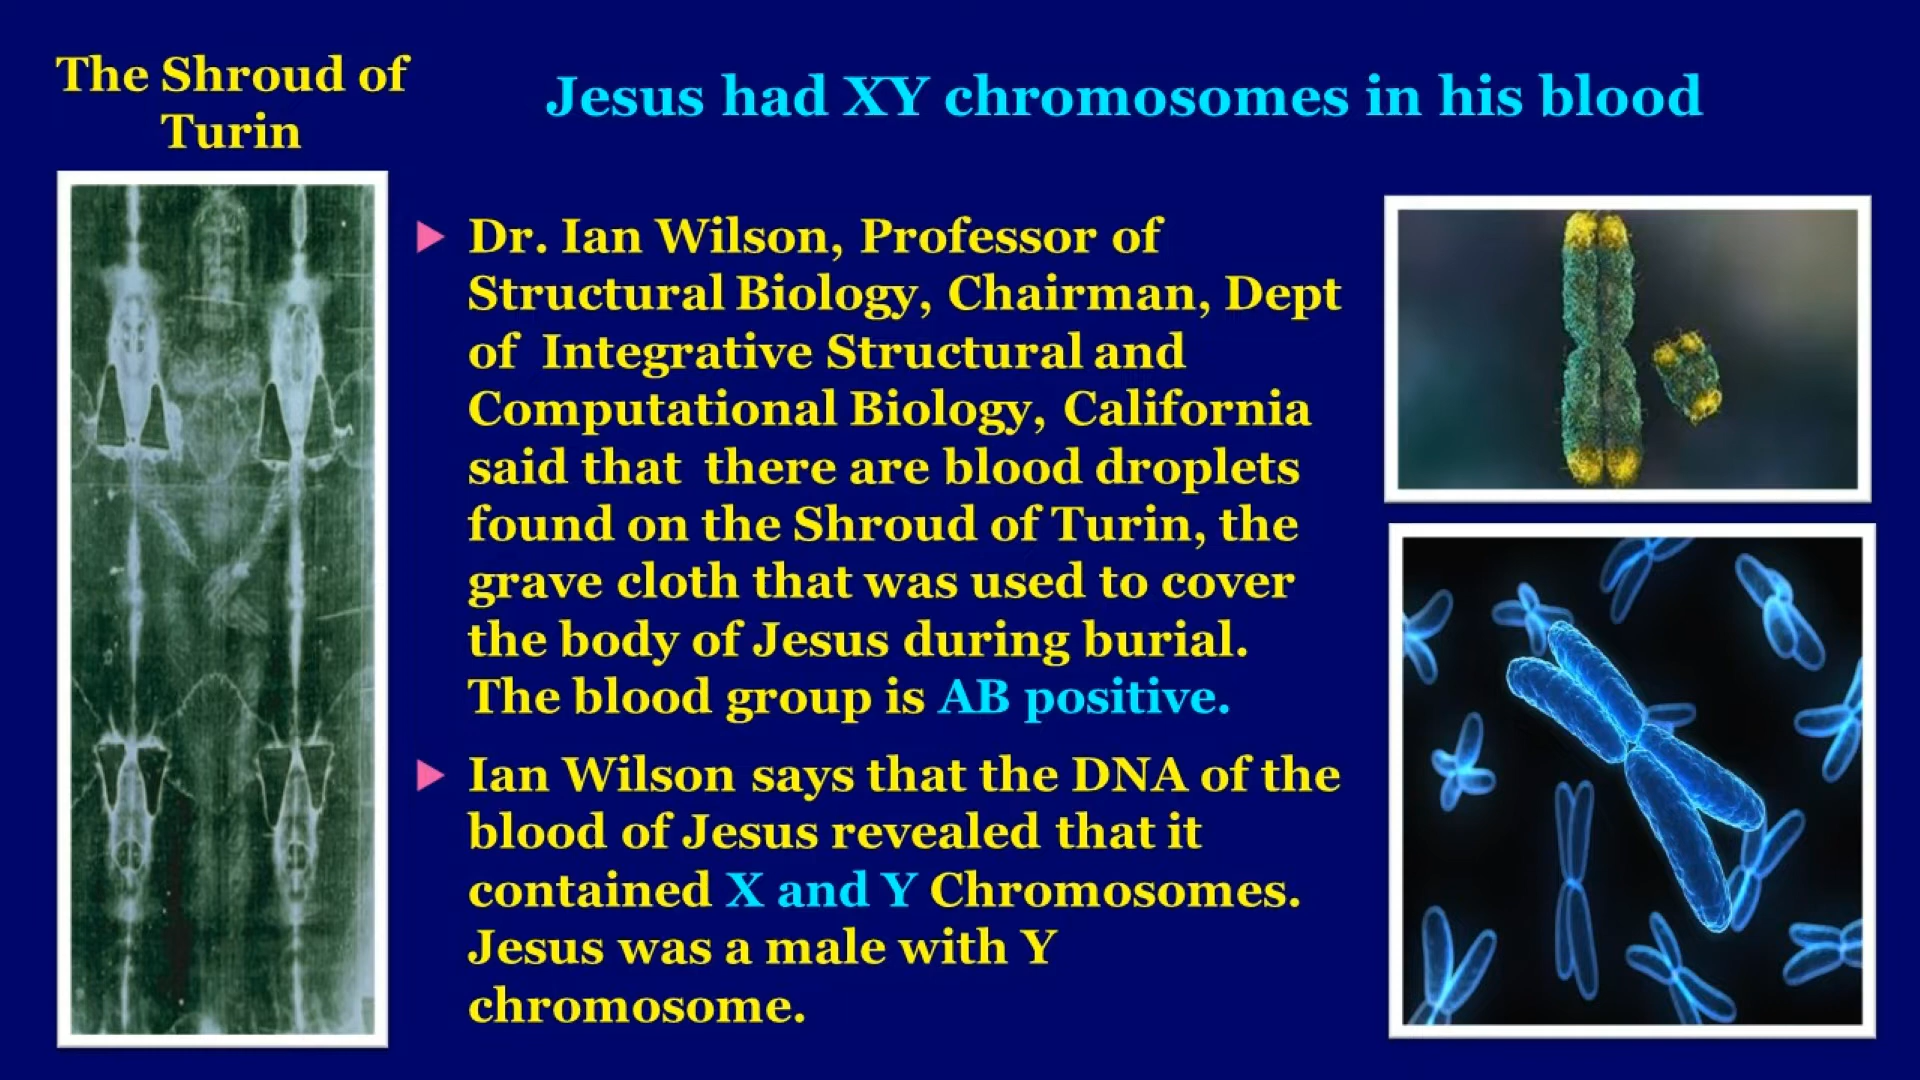 The Shroud of
Turin
Jesus had XY chromosomes in his blood
Dr. Ian Wilson, Professor of
Structural Biology, Chairman, Dept
of Integrative Structural and
Computational Biology, California
said that there are blood droplets
found on the Shroud of Turin, the
grave cloth that was used to cover
the body of Jesus during burial.
The blood group is AB positive.
Ian Wilson says that the DNA of the
blood of Jesus revealed that it
contained X and Y Chromosomes.
Jesus was a male with Y
chromosome.